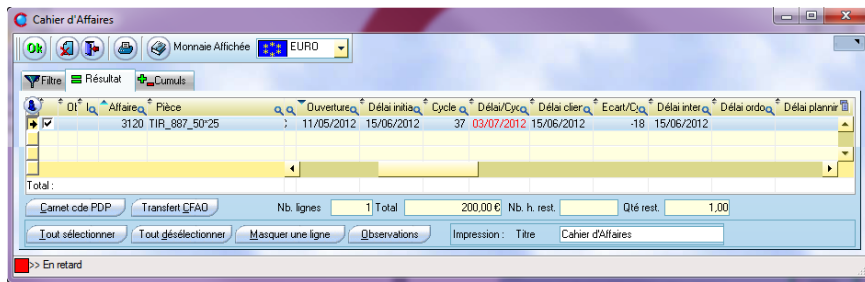 Cahier d'Affaires
Ok Monnaie Affichée EURO
Filtre Résultat Cumuls
Affaire Pièce Ouverture Délai initia Cycle Délai/Cyc Délai clier Ecart/C Délai inter Délai ordo Délai plannir
3120 TIR_887_50*25 11/05/2012 15/06/2012 37 03/07/2012 15/06/2012 -18 15/06/2012
Total :
Carnet cde PDP Transfert CFAO Nb. lignes 1 Total 200,00 € Nb. h. rest. Qté rest. 1,00
Tout sélectionner Tout désélectionner Masquer une ligne Observations Impression : Titre Cahier d'Affaires
>> En retard